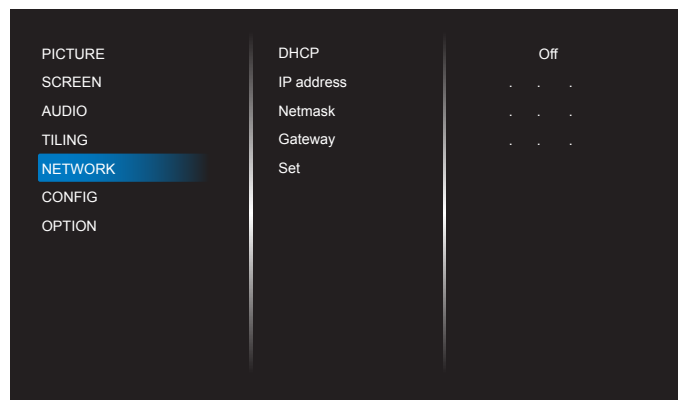 PICTURE
SCREEN
AUDIO
TILING
NETWORK
CONFIG
OPTION
DHCP Off
IP address . . .
Netmask . . .
Gateway . . .
Set